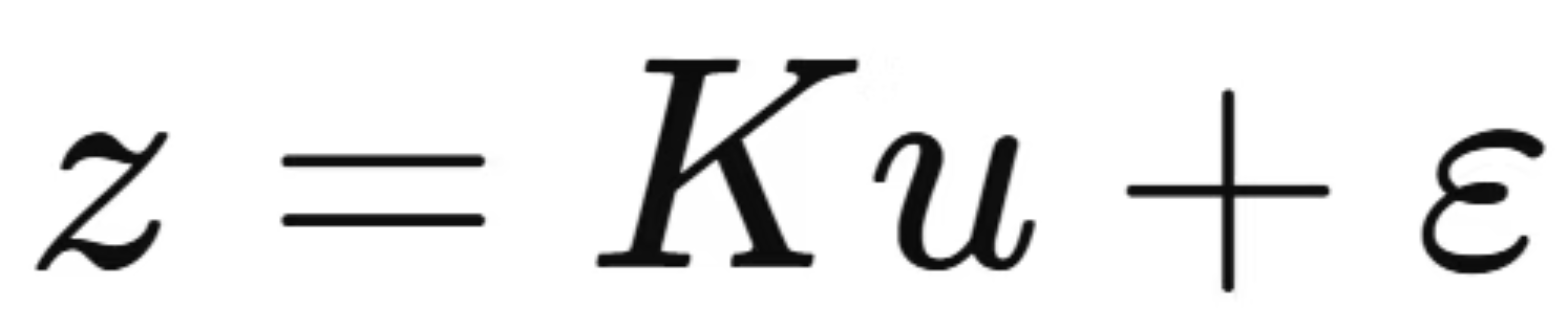 z = Ku + ε